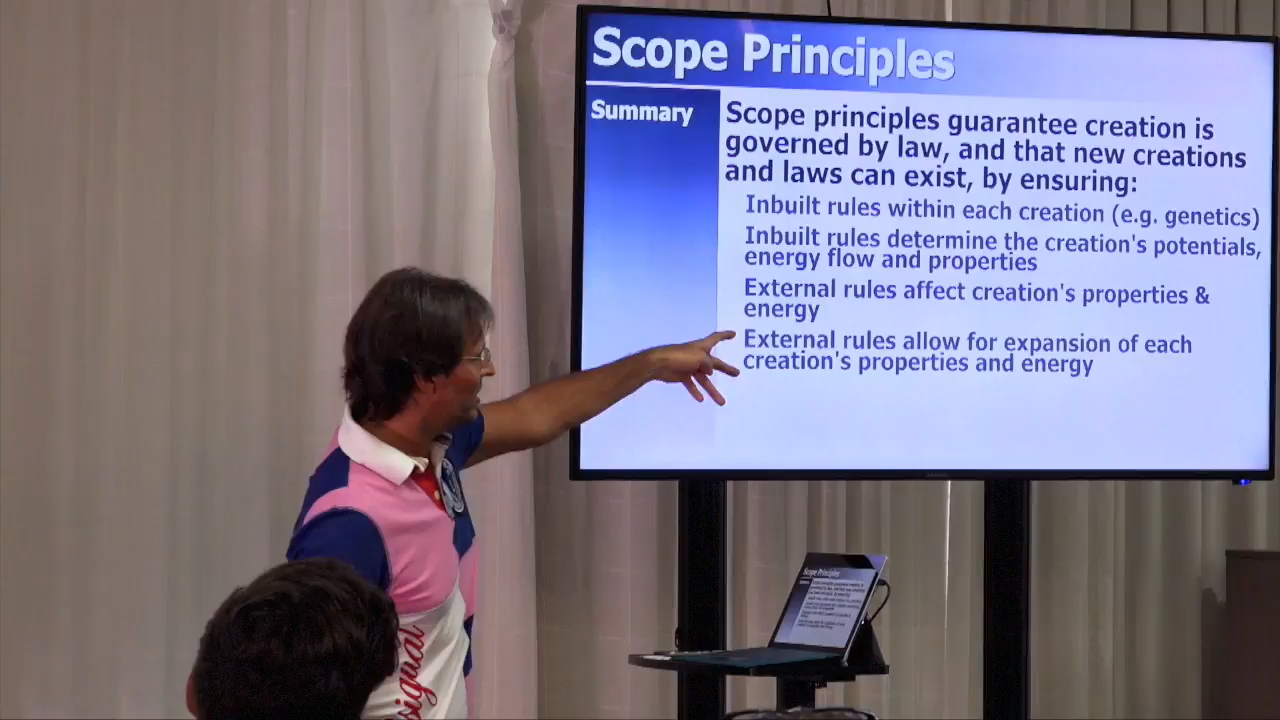 Scope Principles
Summary
Scope principles guarantee creation is
governed by law, and that new creations
and laws can exist, by ensuring:
Inbuilt rules within each creation (e.g. genetics)
Inbuilt rules determine the creation's potentials,
energy flow and properties
External rules affect creation's properties &
energy
External rules allow for expansion of each
creation's properties and energy
Scope Principles